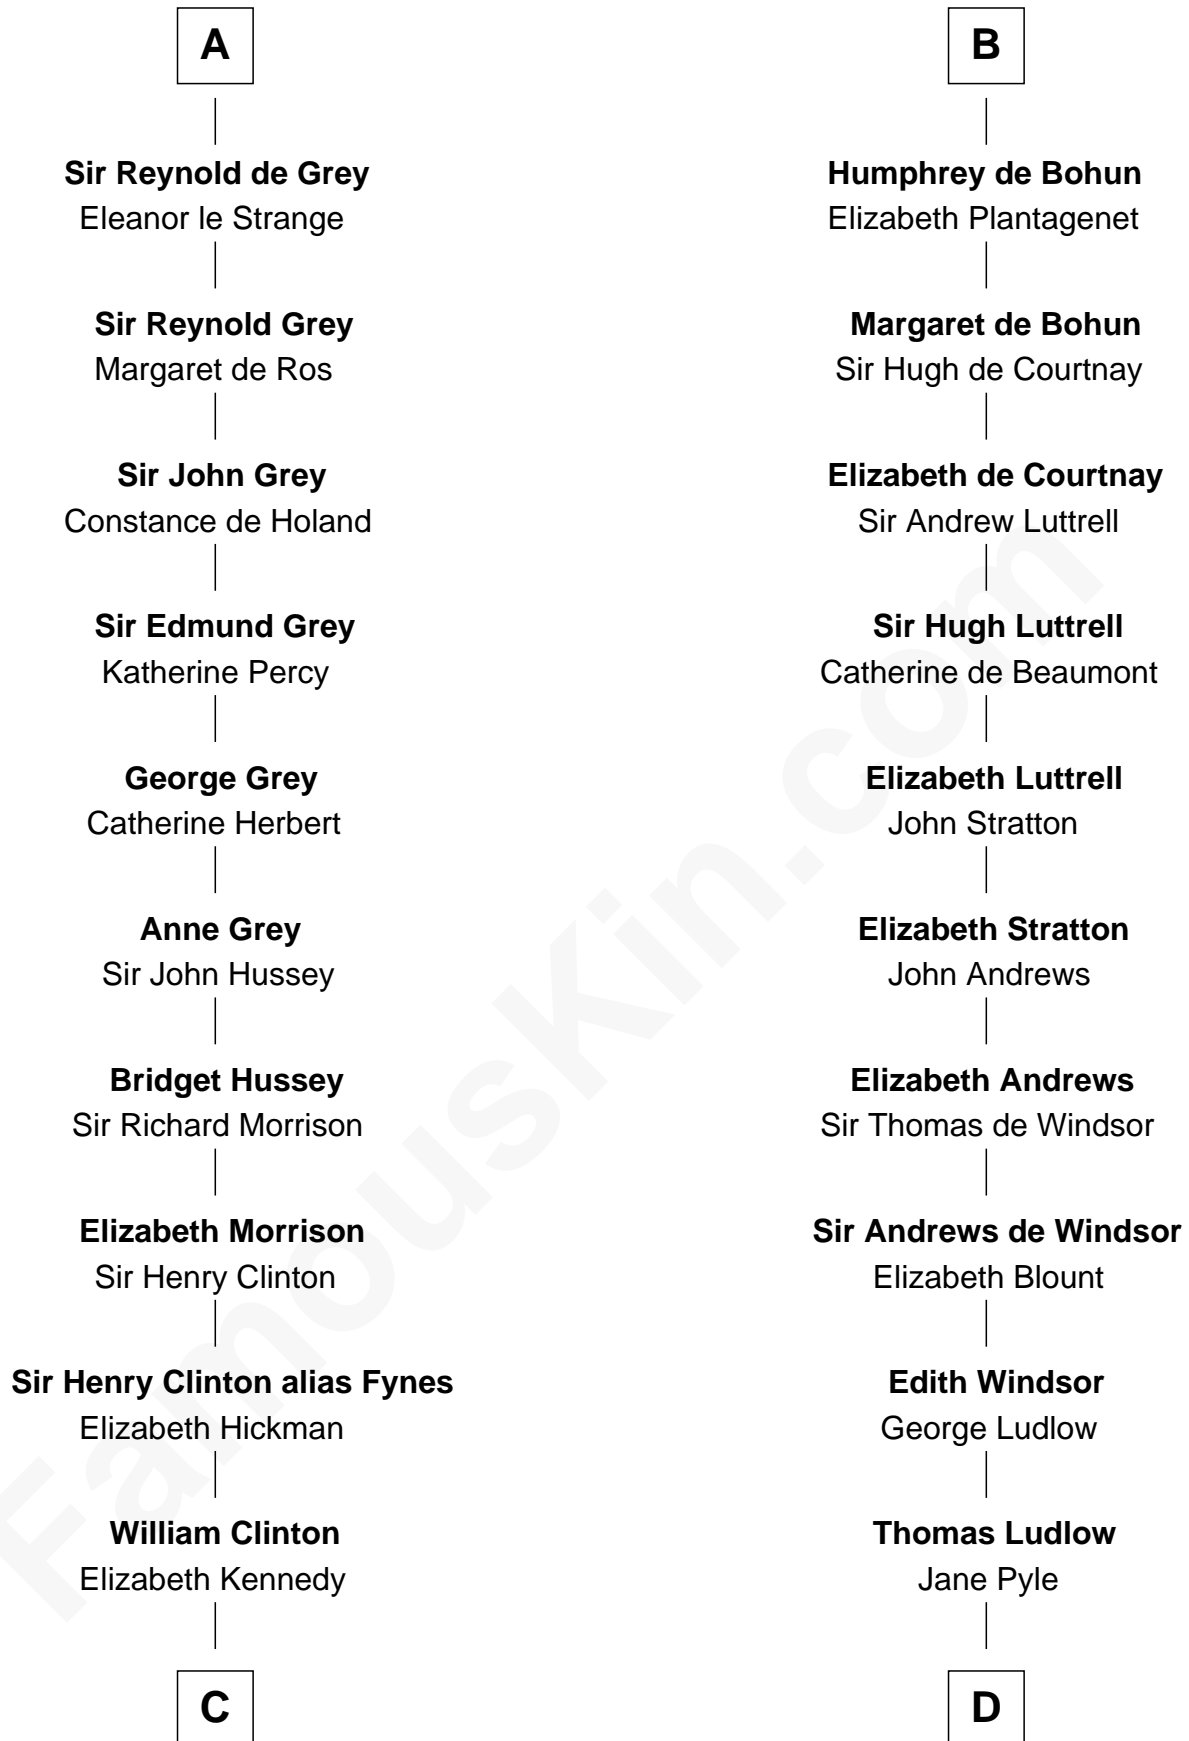 A
Sir Reynold de Grey
Eleanor le Strange
Sir Reynold Grey
Margaret de Ros
Sir John Grey
Constance de Holand
Sir Edmund Grey
Katherine Percy
George Grey
Catherine Herbert
Anne Grey
Sir John Hussey
Bridget Hussey
Sir Richard Morrison
Elizabeth Morrison
Sir Henry Clinton
Sir Henry Clinton alias Fynes
Elizabeth Hickman
William Clinton
Elizabeth Kennedy
C
B
Humphrey de Bohun
Elizabeth Plantagenet
Margaret de Bohun
Sir Hugh de Courtnay
Elizabeth de Courtnay
Sir Andrew Luttrell
Sir Hugh Luttrell
Catherine de Beaumont
Elizabeth Luttrell
John Stratton
Elizabeth Stratton
John Andrews
Elizabeth Andrews
Sir Thomas de Windsor
Sir Andrews de Windsor
Elizabeth Blount
Edith Windsor
George Ludlow
Thomas Ludlow
Jane Pyle
D
FamousKin.com